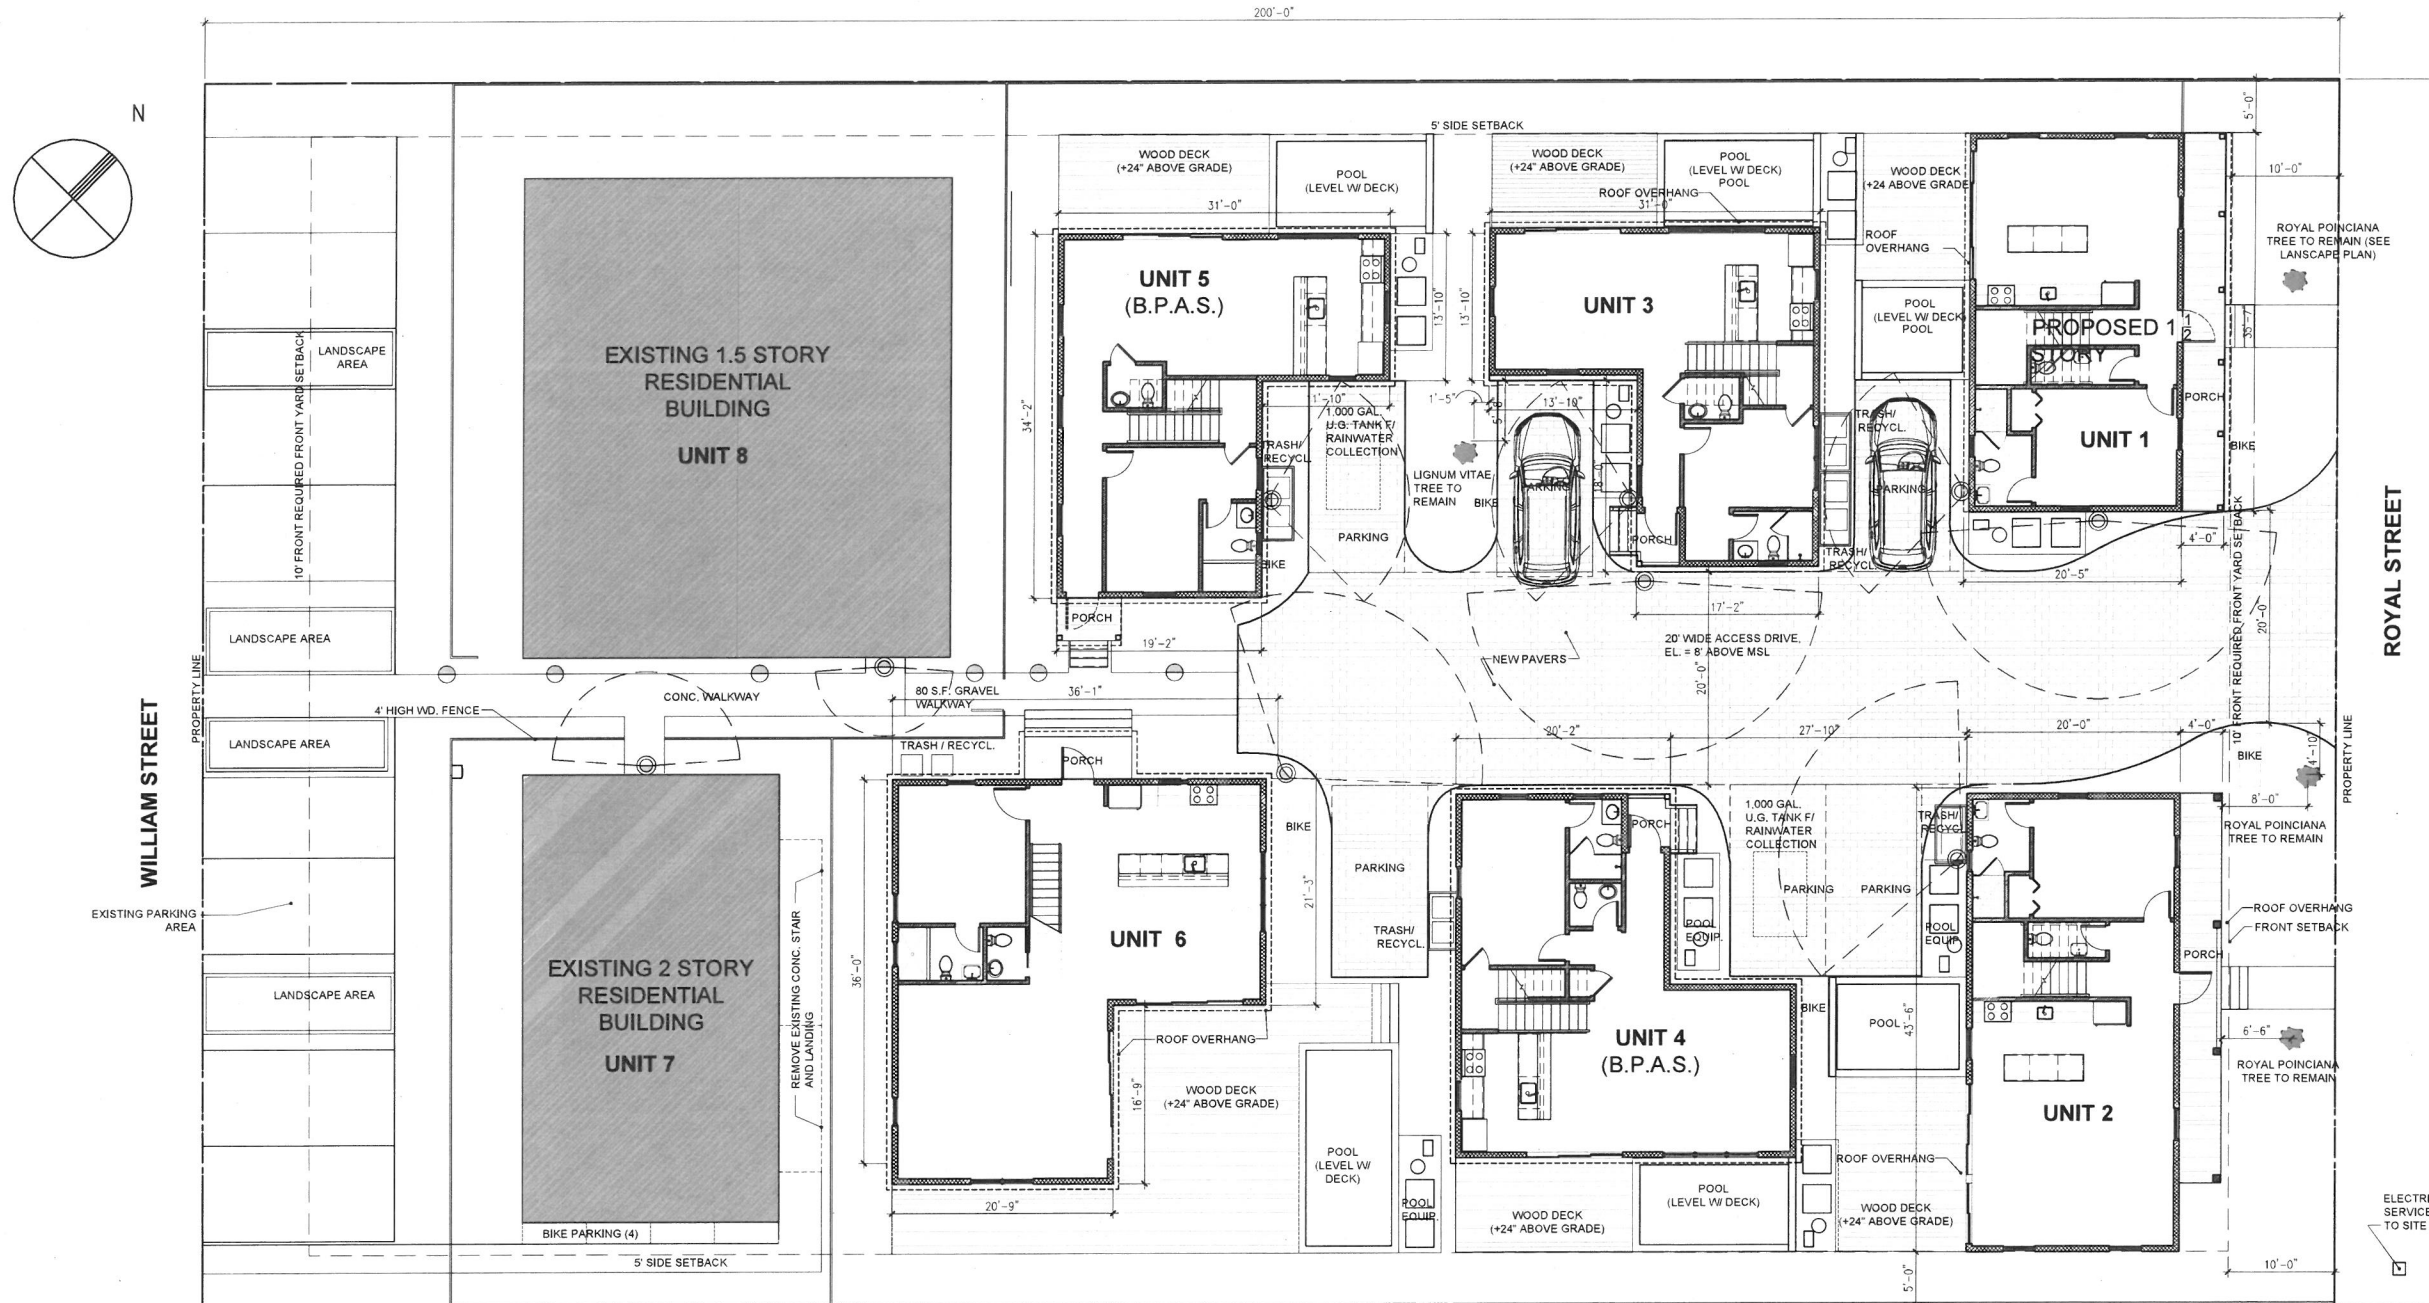 200'-0"
N
5' SIDE SETBACK
5'-0"
WOOD DECK
(+24" ABOVE GRADE)
POOL
(LEVEL W/ DECK)
31'-0"
WOOD DECK
(+24" ABOVE GRADE)
POOL
(LEVEL W/ DECK)
POOL
ROOF OVERHANG
31'-0"
WOOD DECK
(+24 ABOVE GRADE)
10'-0"
ROOF
OVERHANG
ROYAL POINCIANA
TREE TO REMAIN (SEE
LANSCAPE PLAN)
UNIT 5
(B.P.A.S.)
13'-10"
13'-10"
UNIT 3
POOL
(LEVEL W/ DECK)
POOL
PROPOSED 1 1/2
STORY
35'-7"
10' FRONT REQUIRED FRONT YARD SETBACK
LANDSCAPE
AREA
EXISTING 1.5 STORY
RESIDENTIAL
BUILDING
UNIT 8
34'-2"
1'-10"
1,000 GAL.
U.G. TANK F/
RAINWATER
COLLECTION
TRASH/
RECYCL.
1'-5"
13'-10"
TRASH/
RECYCL.
PORCH
UNIT 1
BIKE
LIGNUM VITAE
TREE TO
REMAIN
BIKE
PARKING
PARKING
PARKING
PORCH
TRASH/
RECYCL.
BIKE
4'-0"
20'-5"
ROYAL STREET
10' FRONT REQUIRED FRONT YARD SETBACK
20'-0"
PORCH
19'-2"
17'-2"
20' WIDE ACCESS DRIVE,
EL. = 8' ABOVE MSL
NEW PAVERS
20'-0"
LANDSCAPE AREA
PROPERTY LINE
WILLIAM STREET
CONC. WALKWAY
80 S.F. GRAVEL
WALKWAY
36'-1"
4' HIGH WD. FENCE
LANDSCAPE AREA
TRASH / RECYCL.
PORCH
20'-2"
27'-10"
20'-0"
4'-0"
BIKE
4'-10"
PROPERTY LINE
8'-0"
ROYAL POINCIANA
TREE TO REMAIN
BIKE
21'-3"
PARKING
PORCH
1,000 GAL.
U.G. TANK F/
RAINWATER
COLLECTION
TRASH/
RECYCL.
PARKING
PARKING
EXISTING PARKING
AREA
REMOVE EXISTING CONC. STAIR
AND LANDING
36'-0"
UNIT 6
TRASH/
RECYCL.
POOL
EQUIP.
POOL
EQUIP.
ROOF OVERHANG
FRONT SETBACK
PORCH
EXISTING 2 STORY
RESIDENTIAL
BUILDING
UNIT 7
LANDSCAPE AREA
BIKE
POOL
43'-6"
6'-6"
ROYAL POINCIANA
TREE TO REMAIN
ROOF OVERHANG
UNIT 4
(B.P.A.S.)
WOOD DECK
(+24" ABOVE GRADE)
16'-9"
UNIT 2
POOL
(LEVEL W/
DECK)
ROOF OVERHANG
20'-9"
POOL
EQUIP.
POOL
(LEVEL W/ DECK)
WOOD DECK
(+24" ABOVE GRADE)
WOOD DECK
(+24" ABOVE GRADE)
BIKE PARKING (4)
5' SIDE SETBACK
5'-0"
10'-0"
SERVICE
TO SITE